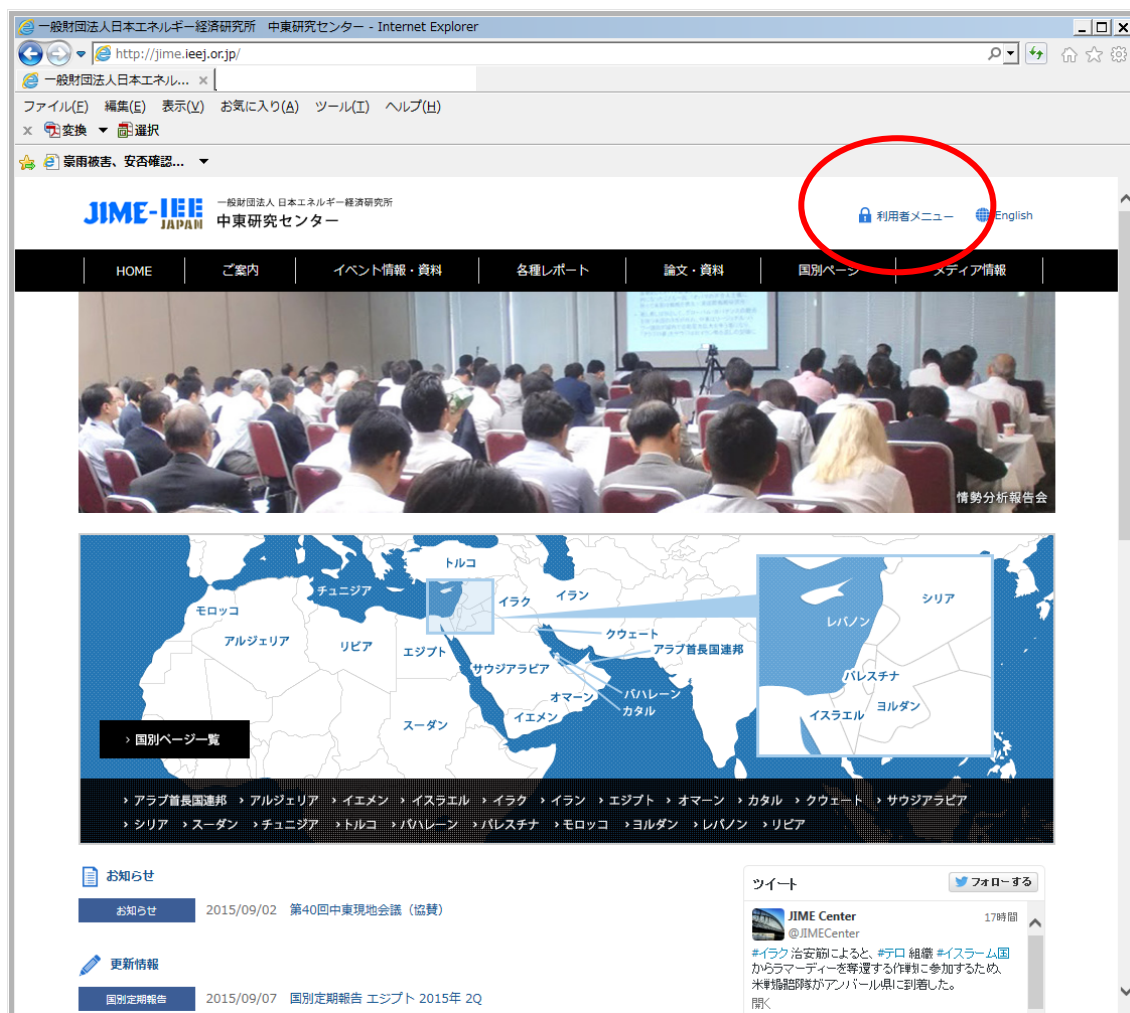 一般財団法人日本エネルギー経済研究所　中東研究センター - Internet Explorer
http://jime.ieej.or.jp/
一般財団法人日本エネル... ×
ファイル(F) 編集(E) 表示(V) お気に入り(A) ツール(T) ヘルプ(H)
x 変換 ▼ 選択
豪雨被害、安否確認... ▼
JIME-IEE JAPAN
一般財団法人 日本エネルギー経済研究所
中東研究センター
利用者メニュー English
HOME ご案内 イベント情報・資料 各種レポート 論文・資料 国別ページ メディア情報
情勢分析報告会
トルコ
チュニジア
イラク
イラン
シリア
モロッコ
レバノン
アルジェリア
リビア
エジプト
クウェート
アラブ首長国連邦
サウジアラビア
パレスチナ
オマーン
バハレーン
カタル
イエメン
スーダン
イスラエル
ヨルダン
› 国別ページ一覧
› アラブ首長国連邦 › アルジェリア › イエメン › イスラエル › イラク › イラン › エジプト › オマーン › カタル › クウェート › サウジアラビア
› シリア › スーダン › チュニジア › トルコ › バハレーン › パレスチナ › モロッコ › ヨルダン › レバノン › リビア
お知らせ
お知らせ 2015/09/02 第40回中東現地会議（協賛）
更新情報
国別定期報告 2015/09/07 国別定期報告 エジプト 2015年 2Q
ツイート フォローする
JIME Center 17時間
@JIMECenter
#イラク 治安筋によると、#テロ 組織 #イスラーム国
からラマーディーを奪還する作戦に参加するため、
米軍揚陸部隊がアンバール県に到着した。
開く